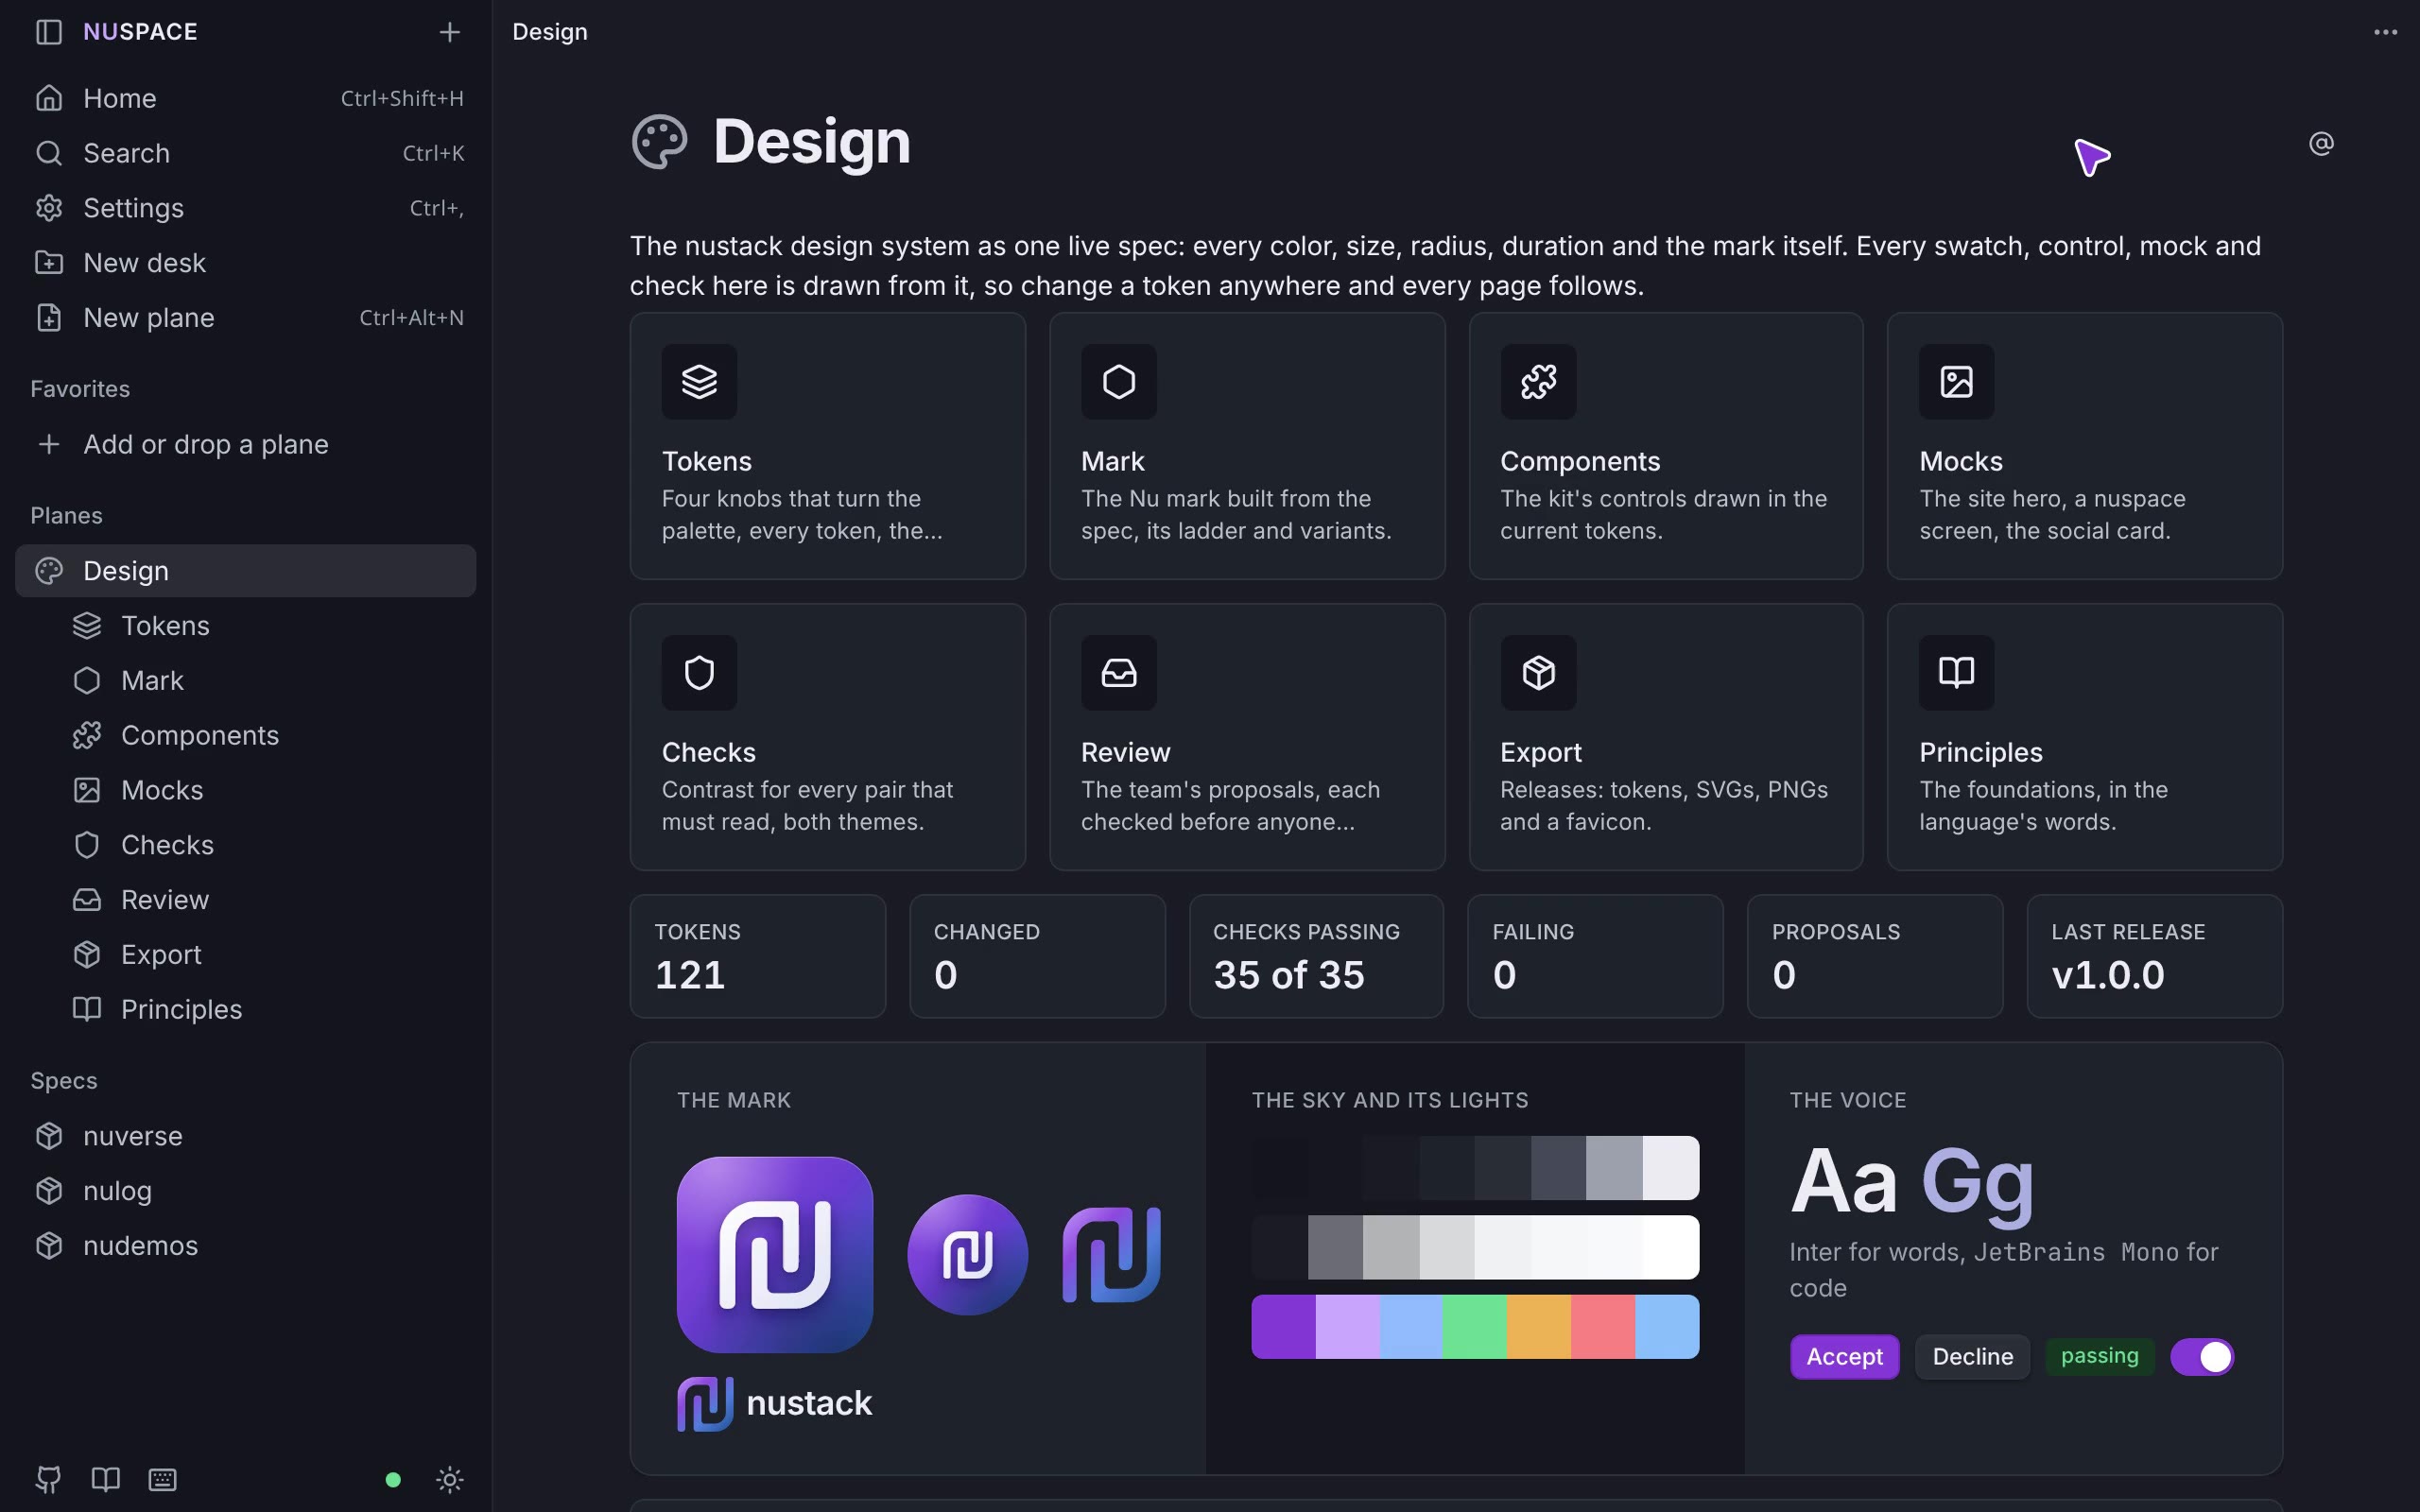 NUSPACE
Home Ctrl+Shift+H
Search Ctrl+K
Settings Ctrl+,
New desk
New plane Ctrl+Alt+N
Favorites
Add or drop a plane
Planes
Design
Tokens
Mark
Components
Mocks
Checks
Review
Export
Principles
Specs
nuverse
nulog
nudemos
Design
Design
@
The nustack design system as one live spec: every color, size, radius, duration and the mark itself. Every swatch, control, mock and
check here is drawn from it, so change a token anywhere and every page follows.
Tokens
Four knobs that turn the
palette, every token, the...
Mark
The Nu mark built from the
spec, its ladder and variants.
Components
The kit's controls drawn in the
current tokens.
Mocks
The site hero, a nuspace
screen, the social card.
Checks
Contrast for every pair that
must read, both themes.
Review
The team's proposals, each
checked before anyone...
Export
Releases: tokens, SVGs, PNGs
and a favicon.
Principles
The foundations, in the
language's words.
TOKENS
121
CHANGED
0
CHECKS PASSING
35 of 35
FAILING
0
PROPOSALS
0
LAST RELEASE
v1.0.0
THE MARK
nustack
THE SKY AND ITS LIGHTS
THE VOICE
Aa Gg
Inter for words, JetBrains Mono for
code
Accept Decline passing